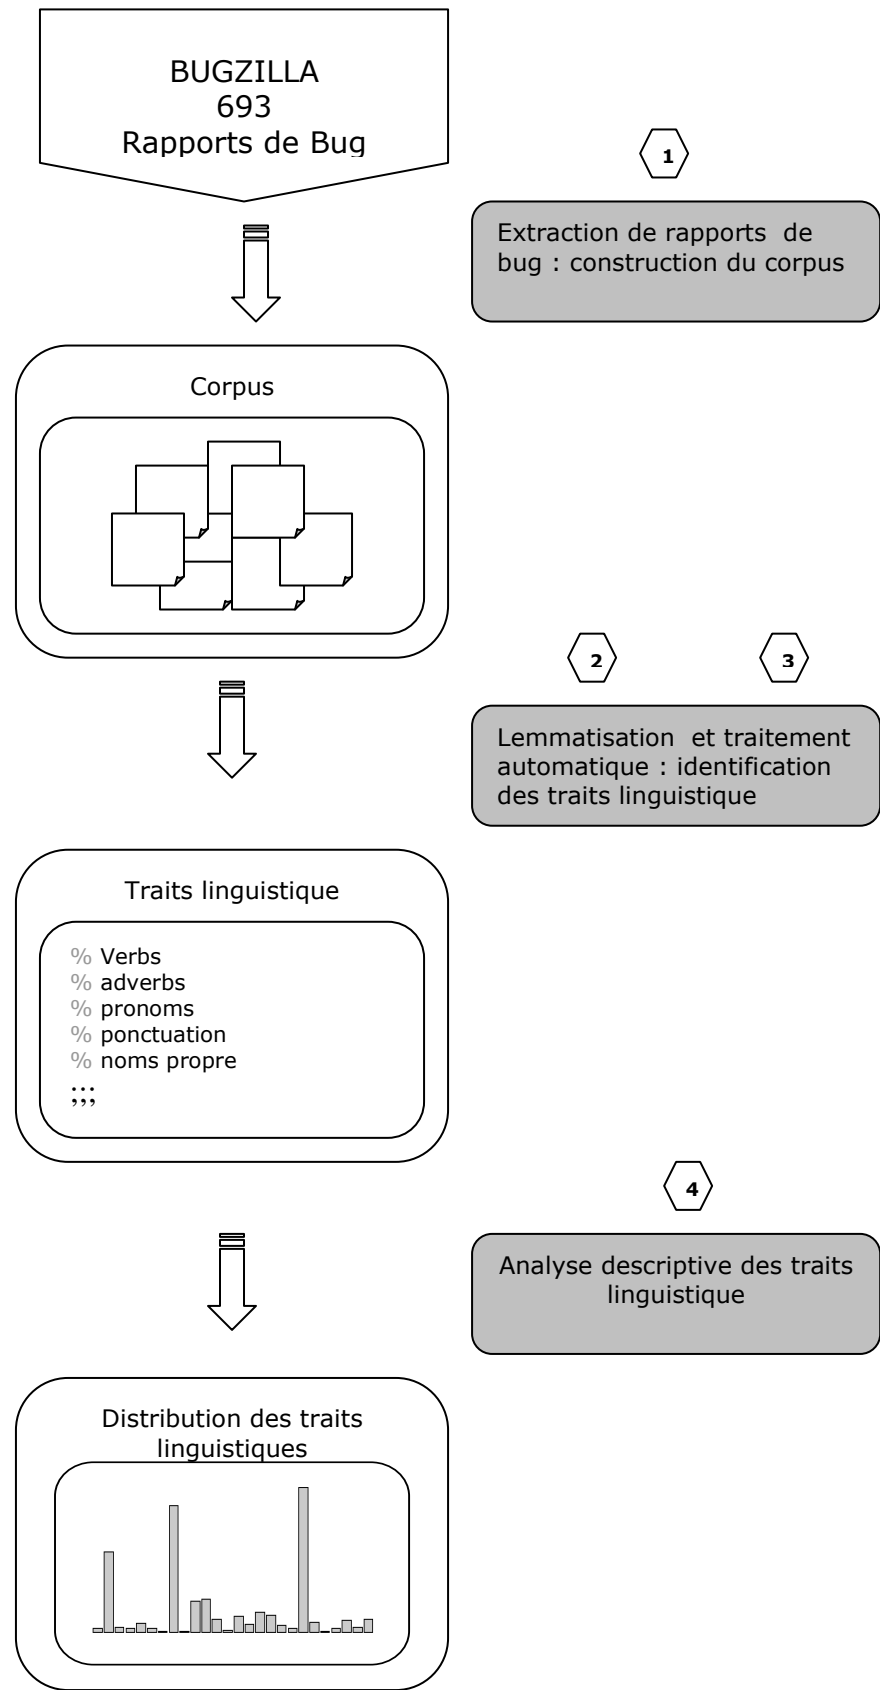 BUGZILLA
693
Rapports de Bug
1
Extraction de rapports de
bug : construction du corpus
Corpus
2
3
Lemmatisation et traitement
automatique : identification
des traits linguistique
Traits linguistique
% Verbs
% adverbs
% pronoms
% ponctuation
% noms propre
;;;
4
Analyse descriptive des traits
linguistique
Distribution des traits
linguistiques